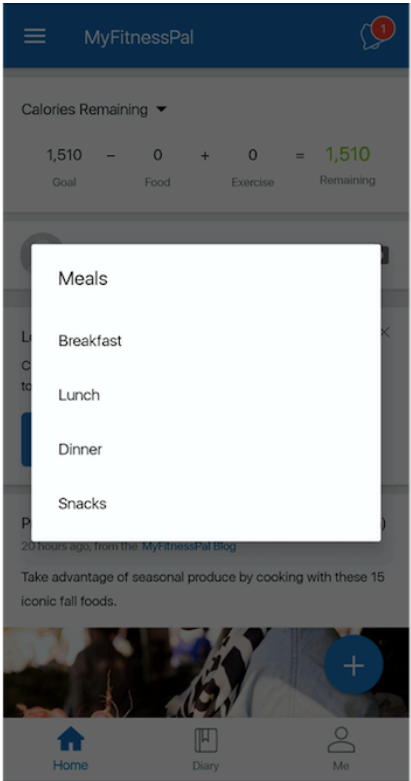 MyFitnessPal
1
Calories Remaining
1,510 – 0 + 0 = 1,510
Goal Food Exercise Remaining
Meals
Breakfast
Lunch
Dinner
Snacks
20 hours ago, from the MyFitnessPal Blog
Take advantage of seasonal produce by cooking with these 15
iconic fall foods.
+
Home Diary Me